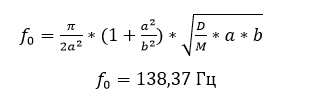 f₀ = π/2a² * (1 + a²/b²) * √(D/M * a * b)
f₀ = 138,37 Гц